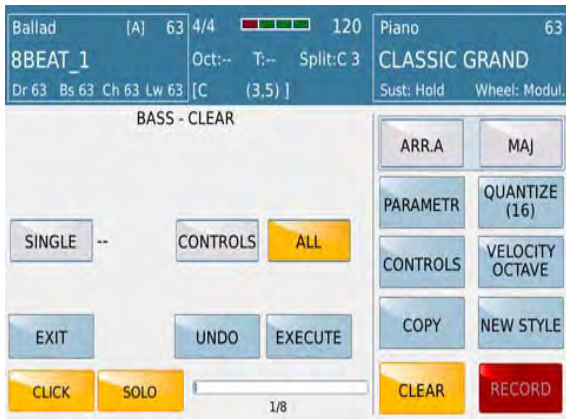 Ballad [A] 63
8BEAT_1
Dr 63 Bs 63 Ch 63 Lw 63
4/4 120
Oct:-- T:-- Split:C 3
[C (3,5) ]
Piano 63
CLASSIC GRAND
Sust: Hold Wheel: Modul.
BASS - CLEAR
SINGLE -- CONTROLS ALL
EXIT UNDO EXECUTE
CLICK SOLO 1/8
ARR.A MAJ
PARAMETR QUANTIZE
(16)
CONTROLS VELOCITY
OCTAVE
COPY NEW STYLE
CLEAR RECORD